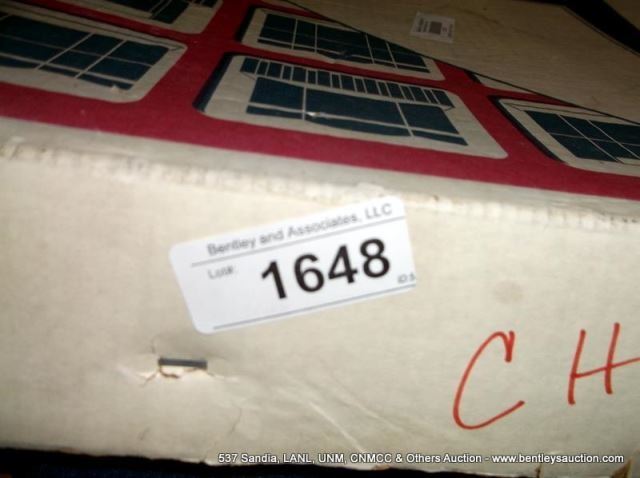 Bentley and Associates, LLC
Lot#: 1648
CH
537 Sandia, LANL, UNM, CNMCC & Others Auction - www.bentleysauction.com